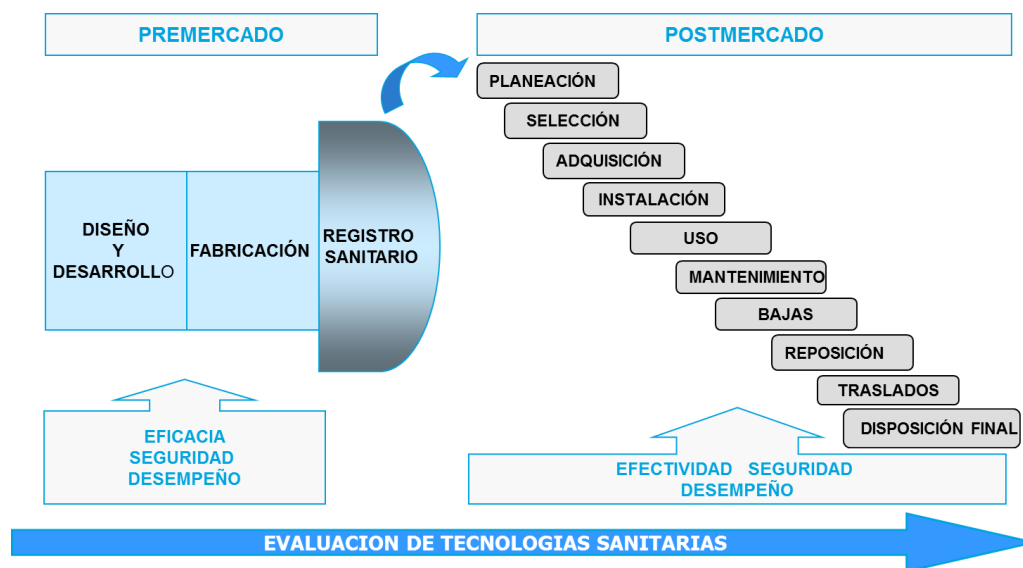 PREMERCADO
POSTMERCADO
PLANEACIÓN
SELECCIÓN
ADQUISICIÓN
INSTALACIÓN
USO
MANTENIMIENTO
BAJAS
REPOSICIÓN
TRASLADOS
DISPOSICIÓN FINAL
DISEÑO
Y
DESARROLLO
FABRICACIÓN
REGISTRO
SANITARIO
EFICACIA
SEGURIDAD
DESEMPEÑO
EFECTIVIDAD SEGURIDAD
DESEMPEÑO
EVALUACION DE TECNOLOGIAS SANITARIAS